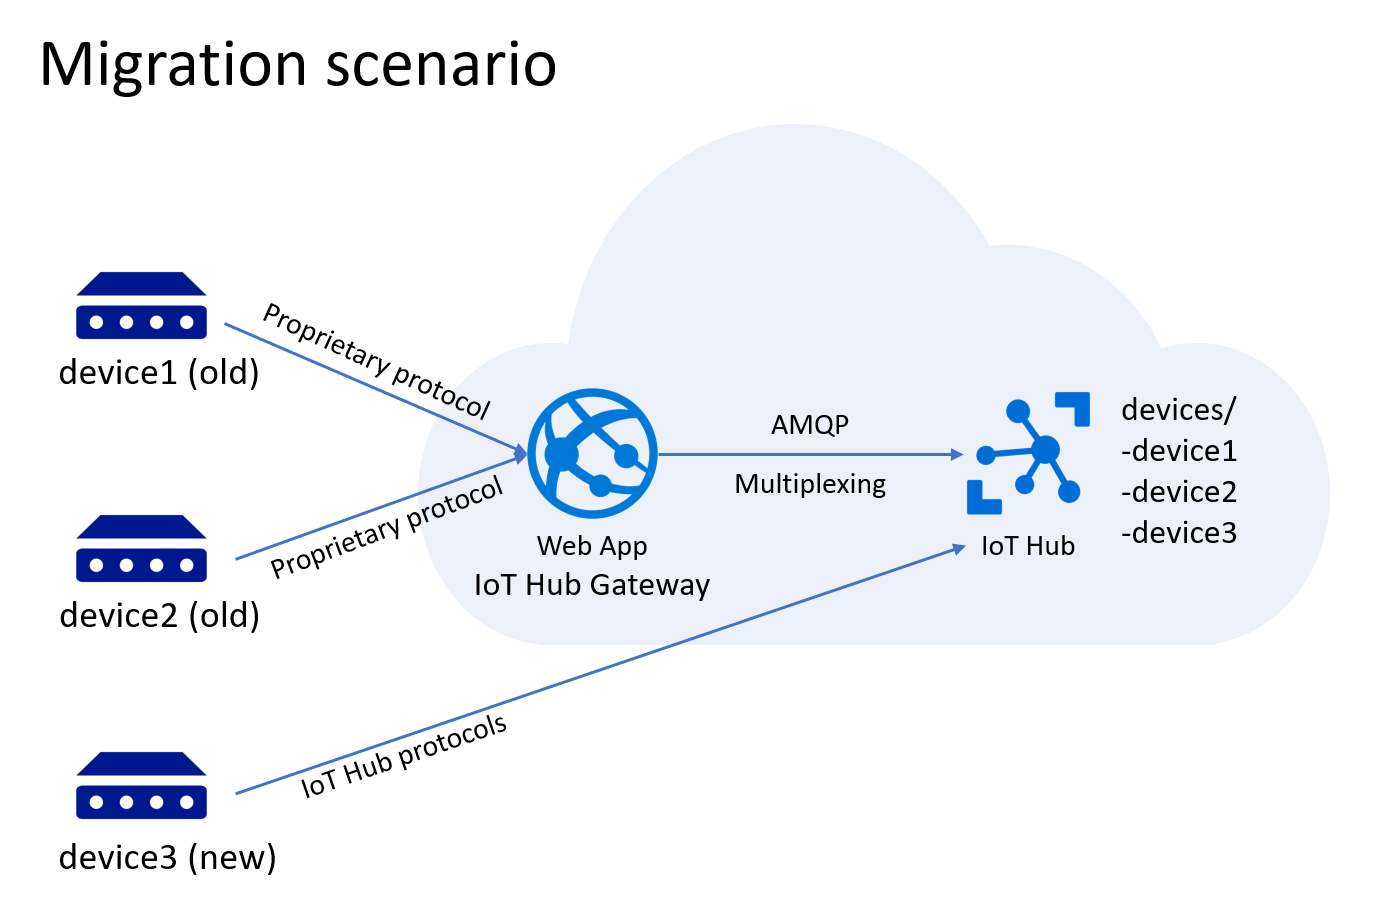 Migration scenario
device1 (old)
Proprietary protocol
device2 (old)
Proprietary protocol
device3 (new)
IoT Hub protocols
Web App
IoT Hub Gateway
AMQP
Multiplexing
IoT Hub
devices/
-device1
-device2
-device3